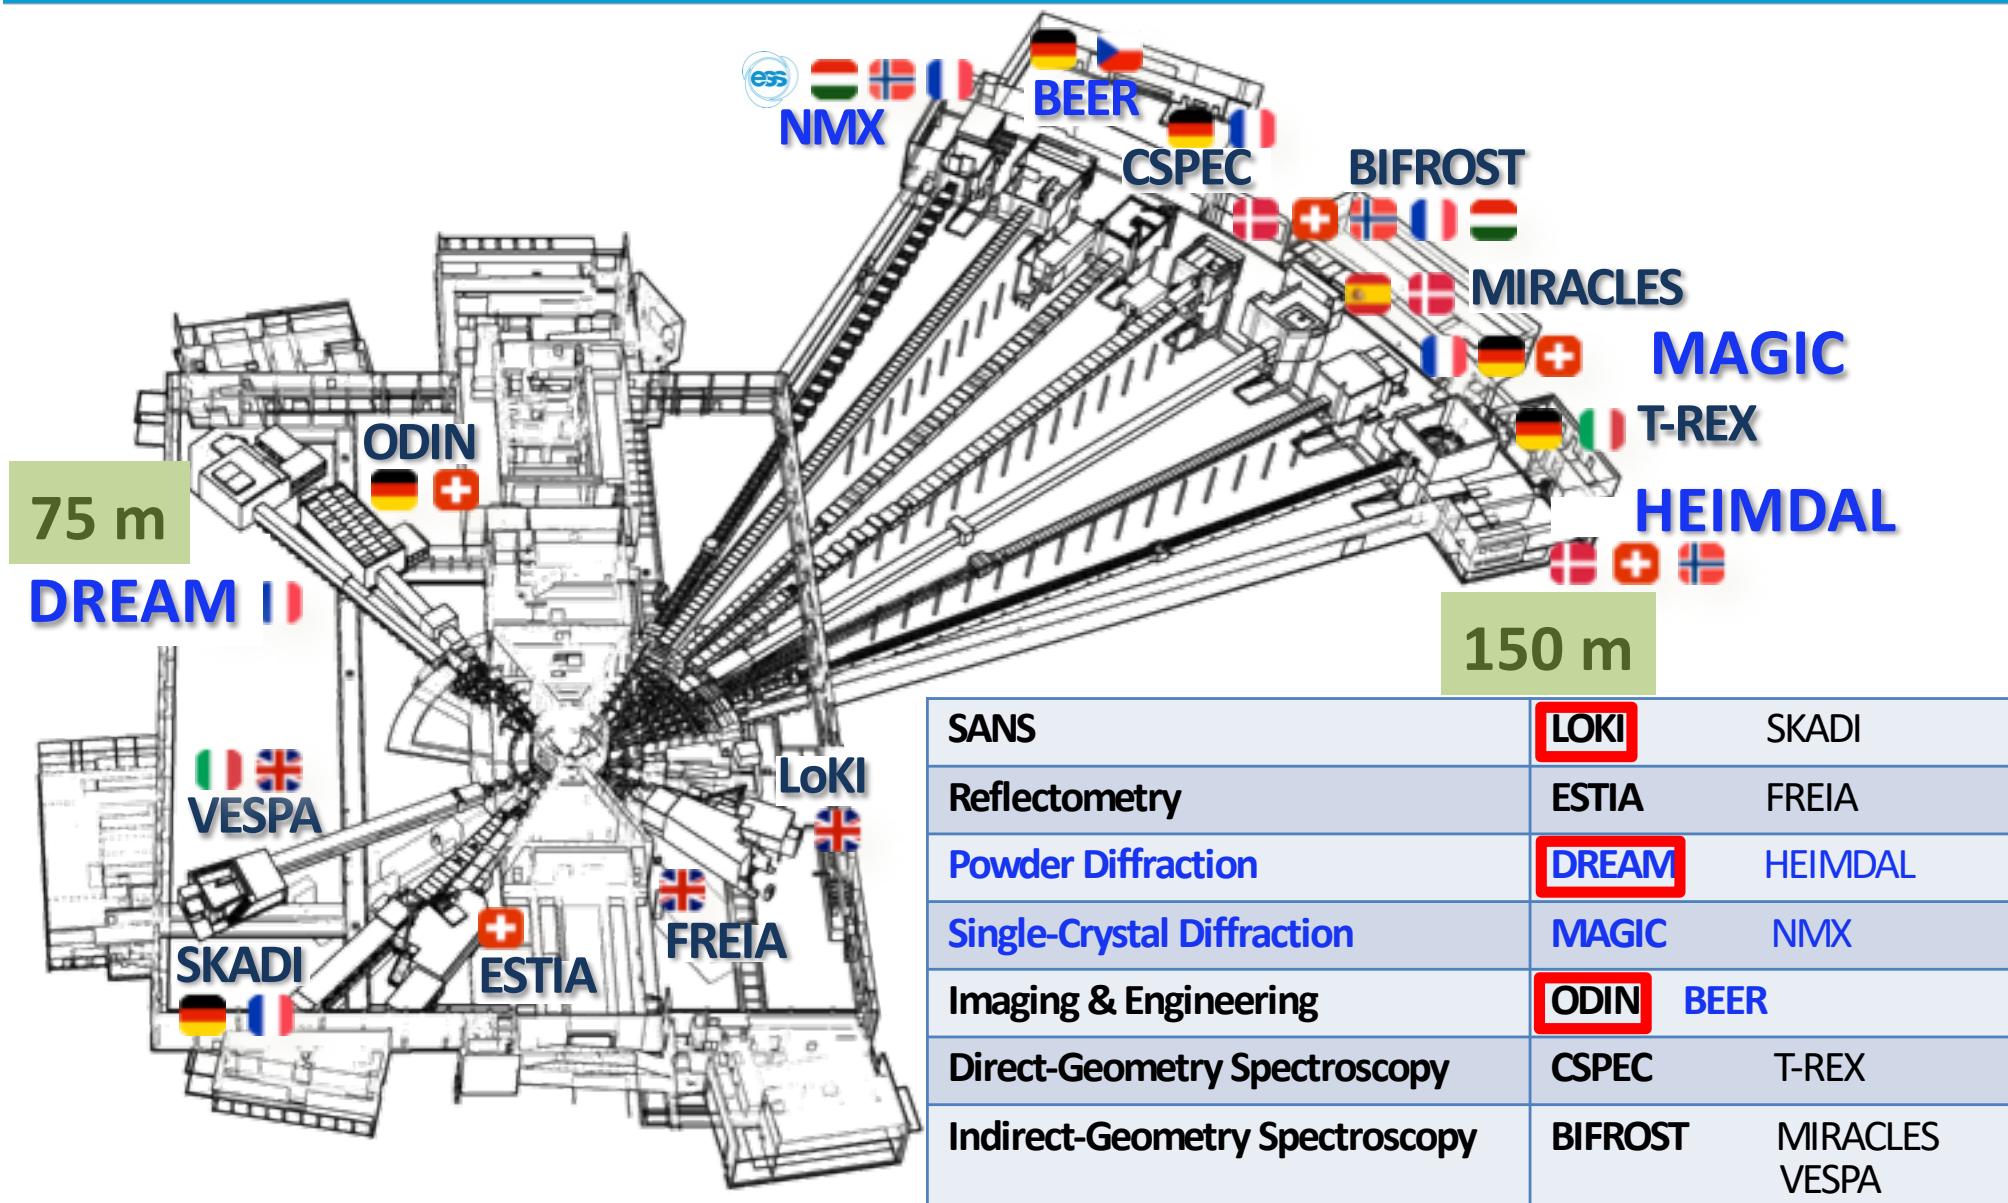 ess
NMX
BEER
CSPEC
BIFROST
MIRACLES
MAGIC
T-REX
ODIN
75 m
HEIMDAL
DREAM
150 m
LoKI
VESPA
FREIA
SKADI
ESTIA
SANS LOKI SKADI
Reflectometry ESTIA FREIA
Powder Diffraction DREAM HEIMDAL
Single-Crystal Diffraction MAGIC NMX
Imaging & Engineering ODIN BEER
Direct-Geometry Spectroscopy CSPEC T-REX
Indirect-Geometry Spectroscopy BIFROST MIRACLES
VESPA